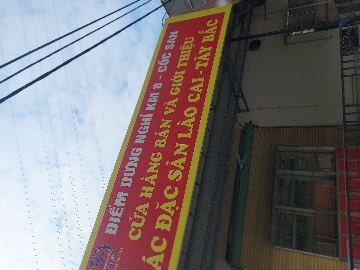 ĐIỂM DỪNG NGHỈ KM 8 - CỐC SAN
CỬA HÀNG BÁN VÀ GIỚI THIỆU
ÁC ĐẶC SẢN LÀO CAI - TÂY BẮC